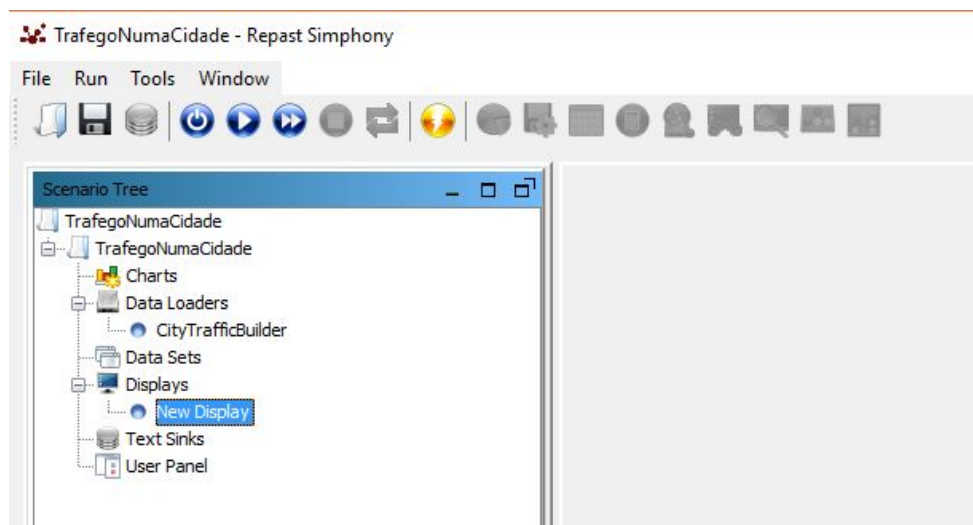 TrafegoNumaCidade - Repast Simphony
File Run Tools Window
Scenario Tree
TrafegoNumaCidade
TrafegoNumaCidade
Charts
Data Loaders
CityTrafficBuilder
Data Sets
Displays
New Display
Text Sinks
User Panel